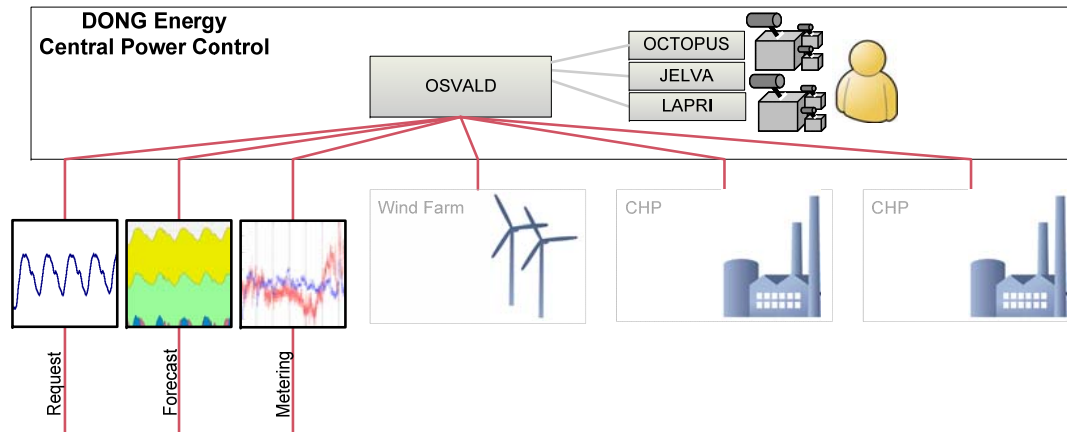 DONG Energy
Central Power Control
OSVALD
OCTOPUS
JELVA
LAPRI
Wind Farm
CHP
CHP
Request
Forecast
Metering